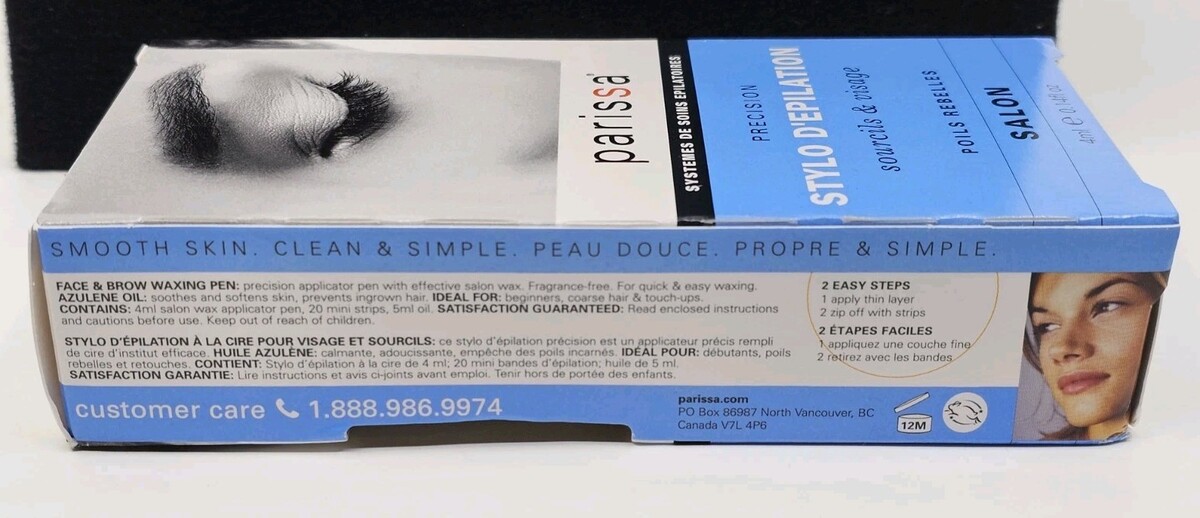 parissa
SYSTEMES DE SOINS EPILATOIRES
PRECISION
STYLO D'EPILATION
sourcils & visage
POILS REBELLES
SALON
4ml e 0.14fl oz
SMOOTH SKIN. CLEAN & SIMPLE. PEAU DOUCE. PROPRE & SIMPLE.
FACE & BROW WAXING PEN: precision applicator pen with effective salon wax. Fragrance-free. For quick & easy waxing.
AZULENE OIL: soothes and softens skin, prevents ingrown hair. IDEAL FOR: beginners, coarse hair & touch-ups.
CONTAINS: 4ml salon wax applicator pen, 20 mini strips, 5ml oil. SATISFACTION GUARANTEED: Read enclosed instructions
and cautions before use. Keep out of reach of children.
STYLO D'ÉPILATION À LA CIRE POUR VISAGE ET SOURCILS: ce stylo d'épilation précision est un applicateur précis rempli
de cire d'institut efficace. HUILE AZULÈNE: calmante, adoucissante, empêche des poils incarnés. IDÉAL POUR: débutants, poils
rebelles et retouches. CONTIENT: Stylo d'épilation à la cire de 4 ml; 20 mini bandes d'épilation; huile de 5 ml.
SATISFACTION GARANTIE: Lire instructions et avis ci-joints avant emploi. Tenir hors de portée des enfants.
2 EASY STEPS
1 apply thin layer
2 zip off with strips
2 ÉTAPES FACILES
1 appliquez une couche fine
2 retirez avec les bandes
customer care 1.888.986.9974
parissa.com
PO Box 86987 North Vancouver, BC
Canada V7L 4P6
12M